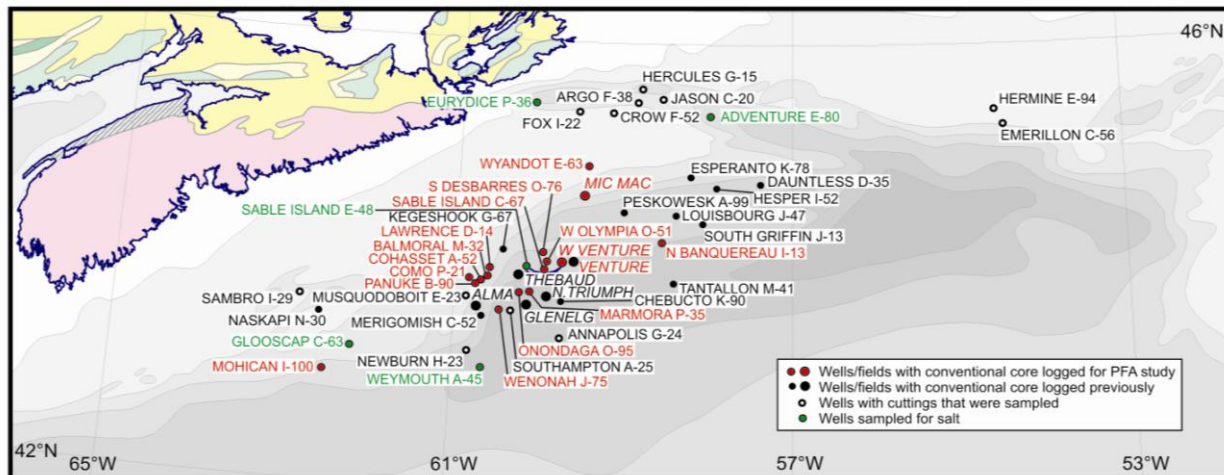 46°N
HERCULES G-15
ARGO F-38
JASON C-20
EURYDICE P-36
HERMINE E-94
FOX I-22
CROW F-52
ADVENTURE E-80
EMERILLON C-56
WYANDOT E-63
ESPERANTO K-78
S DESBARRES O-76
MIC MAC
DAUNTLESS D-35
SABLE ISLAND C-67
HESPER I-52
SABLE ISLAND E-48
PESKOWESK A-99
KEGESHOOK G-67
LOUISBOURG J-47
LAWRENCE D-14
W OLYMPIA O-51
SOUTH GRIFFIN J-13
BALMORAL M-32
W VENTURE
N BANQUEREAU I-13
COHASSET A-52
VENTURE
COMO P-21
THEBAUD
PANUKE B-90
TANTALLON M-41
SAMBRO I-29
MUSQUODOBOIT E-23
ALMA
N.TRIUMPH
CHEBUCTO K-90
NASKAPI N-30
MERIGOMISH C-52
GLENELG
MARMORA P-35
GLOOSCAP C-63
ANNAPOLIS G-24
NEWBURN H-23
ONONDAGA O-95
MOHICAN I-100
SOUTHAMPTON A-25
WEYMOUTH A-45
WENONAH J-75
Wells/fields with conventional core logged for PFA study
Wells/fields with conventional core logged previously
Wells with cuttings that were sampled
Wells sampled for salt
42°N
65°W
61°W
57°W
53°W